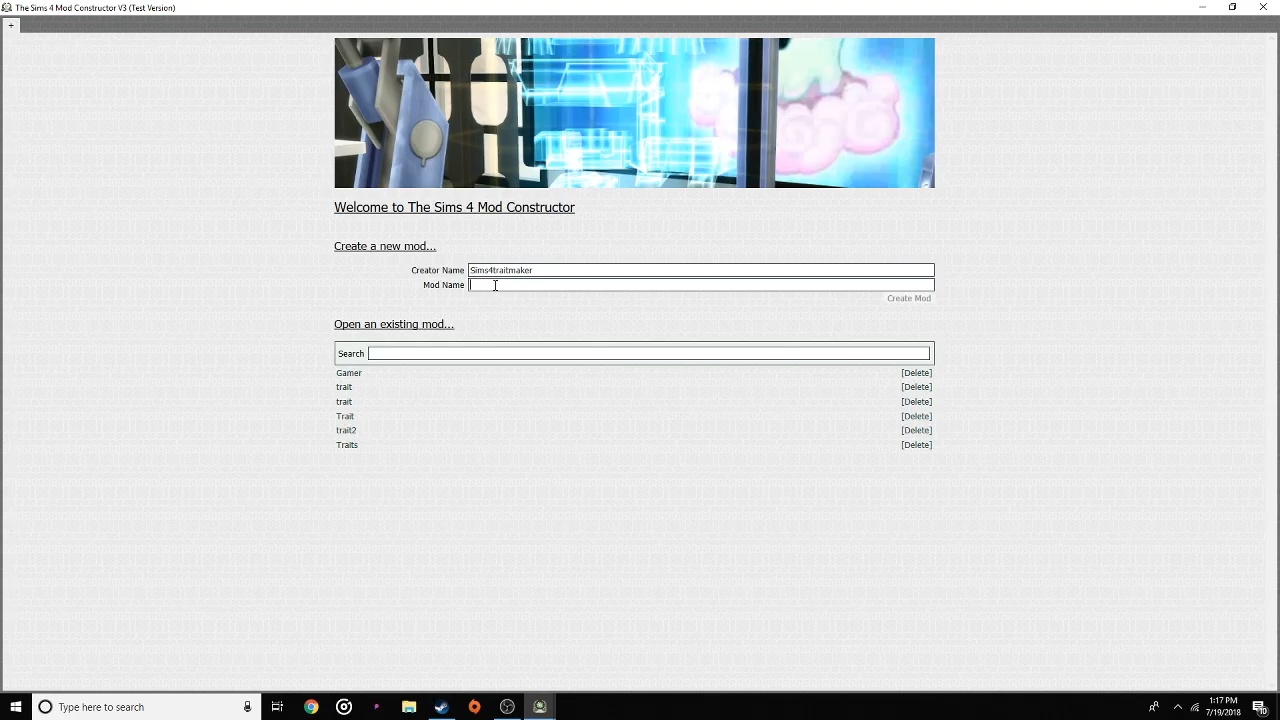 The Sims 4 Mod Constructor V3 (Test Version)
+
Welcome to The Sims 4 Mod Constructor
Create a new mod...
Creator Name Sims4traitmaker
Mod Name
Create Mod
Open an existing mod...
Search
Gamer [Delete]
trait [Delete]
trait [Delete]
Trait [Delete]
trait2 [Delete]
Traits [Delete]
Type here to search
1:17 PM
7/19/2018
10